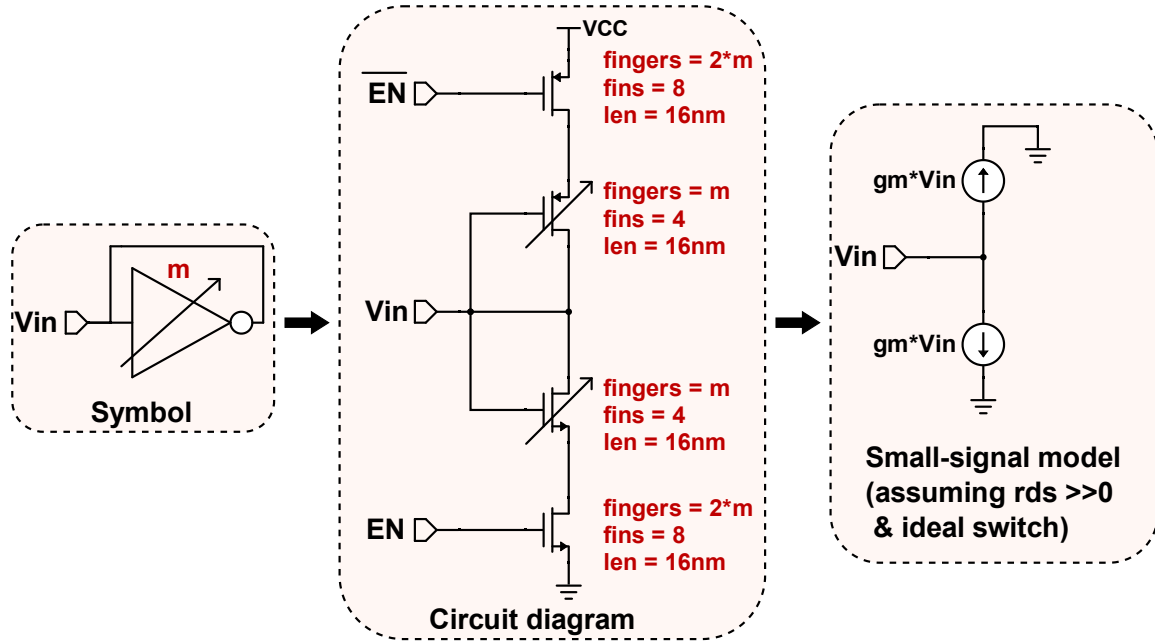 m
Vin
Symbol
VCC
fingers = 2*m
fins = 8
len = 16nm
EN
fingers = m
fins = 4
len = 16nm
Vin
fingers = m
fins = 4
len = 16nm
fingers = 2*m
fins = 8
len = 16nm
EN
Circuit diagram
gm*Vin
Vin
gm*Vin
Small-signal model
(assuming rds >>0
& ideal switch)